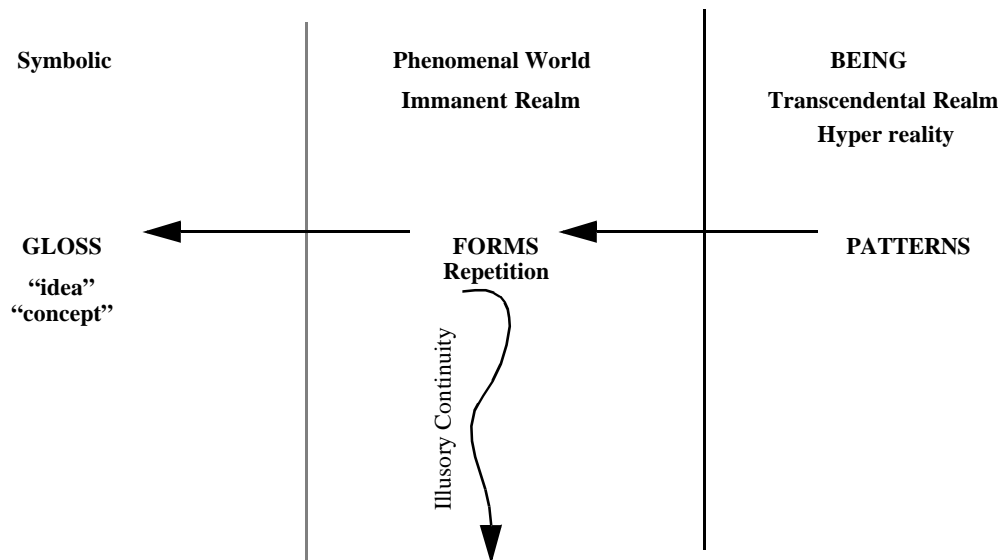 Symbolic
Phenomenal World
Immanent Realm
BEING
Transcendental Realm
Hyper reality
GLOSS
“idea”
“concept”
FORMS
Repetition
Illusory Continuity
PATTERNS